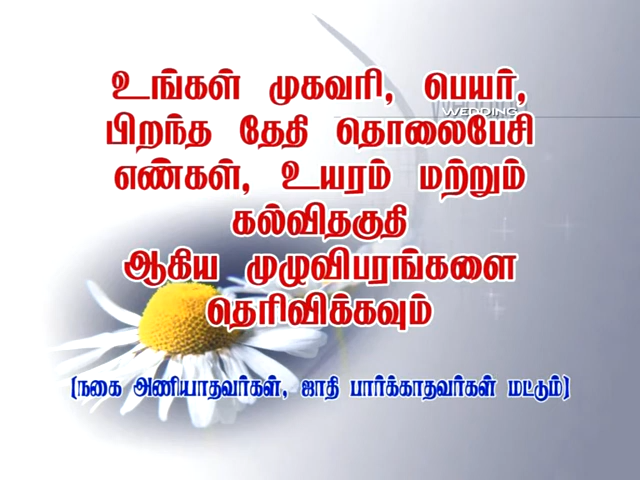 உங்கள் முகவரி, பெயர்,
WEDDING
பிறந்த தேதி தொலைபேசி
எண்கள், உயரம் மற்றும்
கல்விதகுதி
ஆகிய முழுவிபரங்களை
தெரிவிக்கவும்
(நகை அணியாதவர்கள், ஜாதி பார்க்காதவர்கள் மட்டும்)